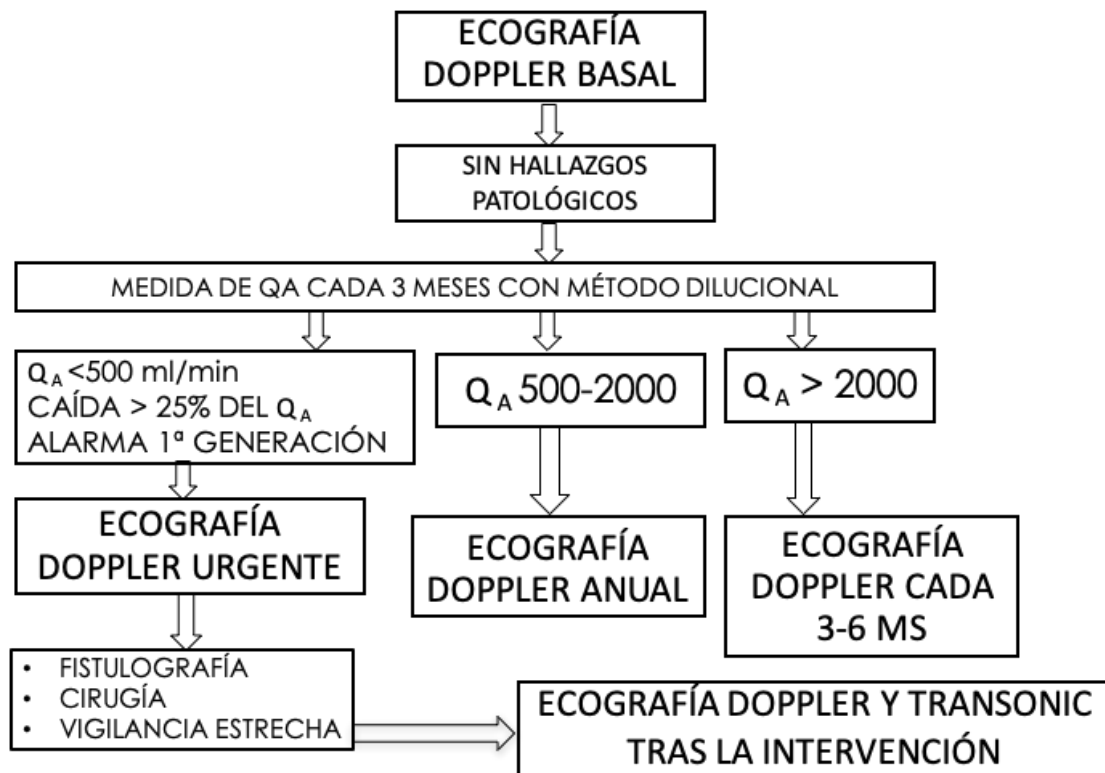 ECOGRAFÍA
DOPPLER BASAL
SIN HALLAZGOS
PATOLÓGICOS
MEDIDA DE QA CADA 3 MESES CON MÉTODO DILUCIONAL
QA <500 ml/min
CAÍDA > 25% DEL QA
ALARMA 1ª GENERACIÓN
QA 500-2000
QA > 2000
ECOGRAFÍA
DOPPLER URGENTE
ECOGRAFÍA
DOPPLER ANUAL
ECOGRAFÍA
DOPPLER CADA
3-6 MS
• FISTULOGRAFÍA
• CIRUGÍA
• VIGILANCIA ESTRECHA
ECOGRAFÍA DOPPLER Y TRANSONIC
TRAS LA INTERVENCIÓN